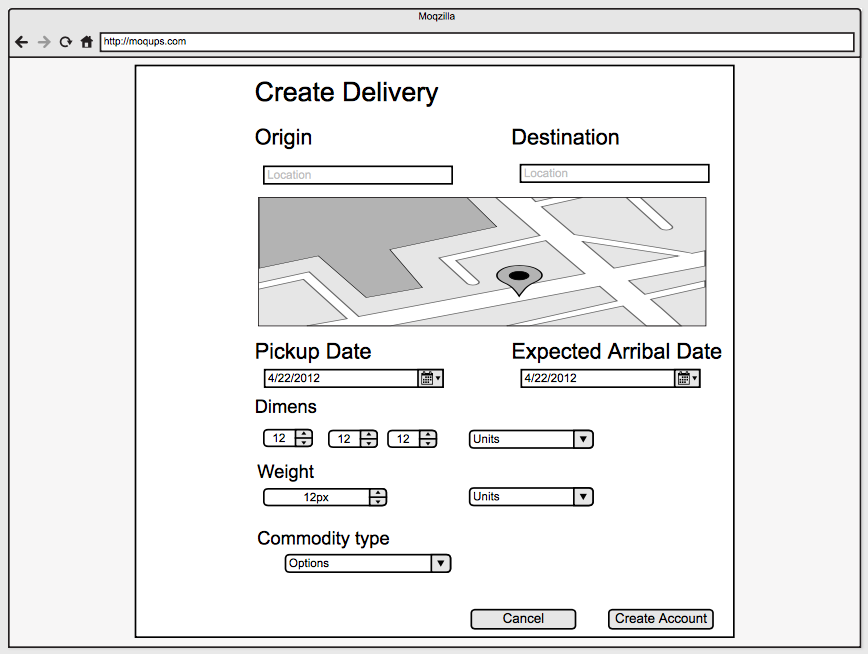 Moqzilla
http://moqups.com
Create Delivery
Origin
Destination
Location
Location
Pickup Date
Expected Arribal Date
4/22/2012
4/22/2012
Dimens
12
12
12
Units
Weight
12px
Units
Commodity type
Options
Cancel
Create Account